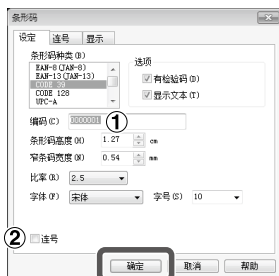 条形码
设定 连号 显示
条形码种类(B) 选项
EAN-8(JAN-8)
EAN-13(JAN-13)
CODE 39
CODE 128
UPC-A
有检验码(D)
显示文本(T)
编码(C) 0000001 ①
条形码高度(H) 1.27 cm
窄条码宽度(N) 0.54 mm
比率(R) 2.5
字体(F) 宋体 字号(S) 10
② 连号
确定 取消 帮助